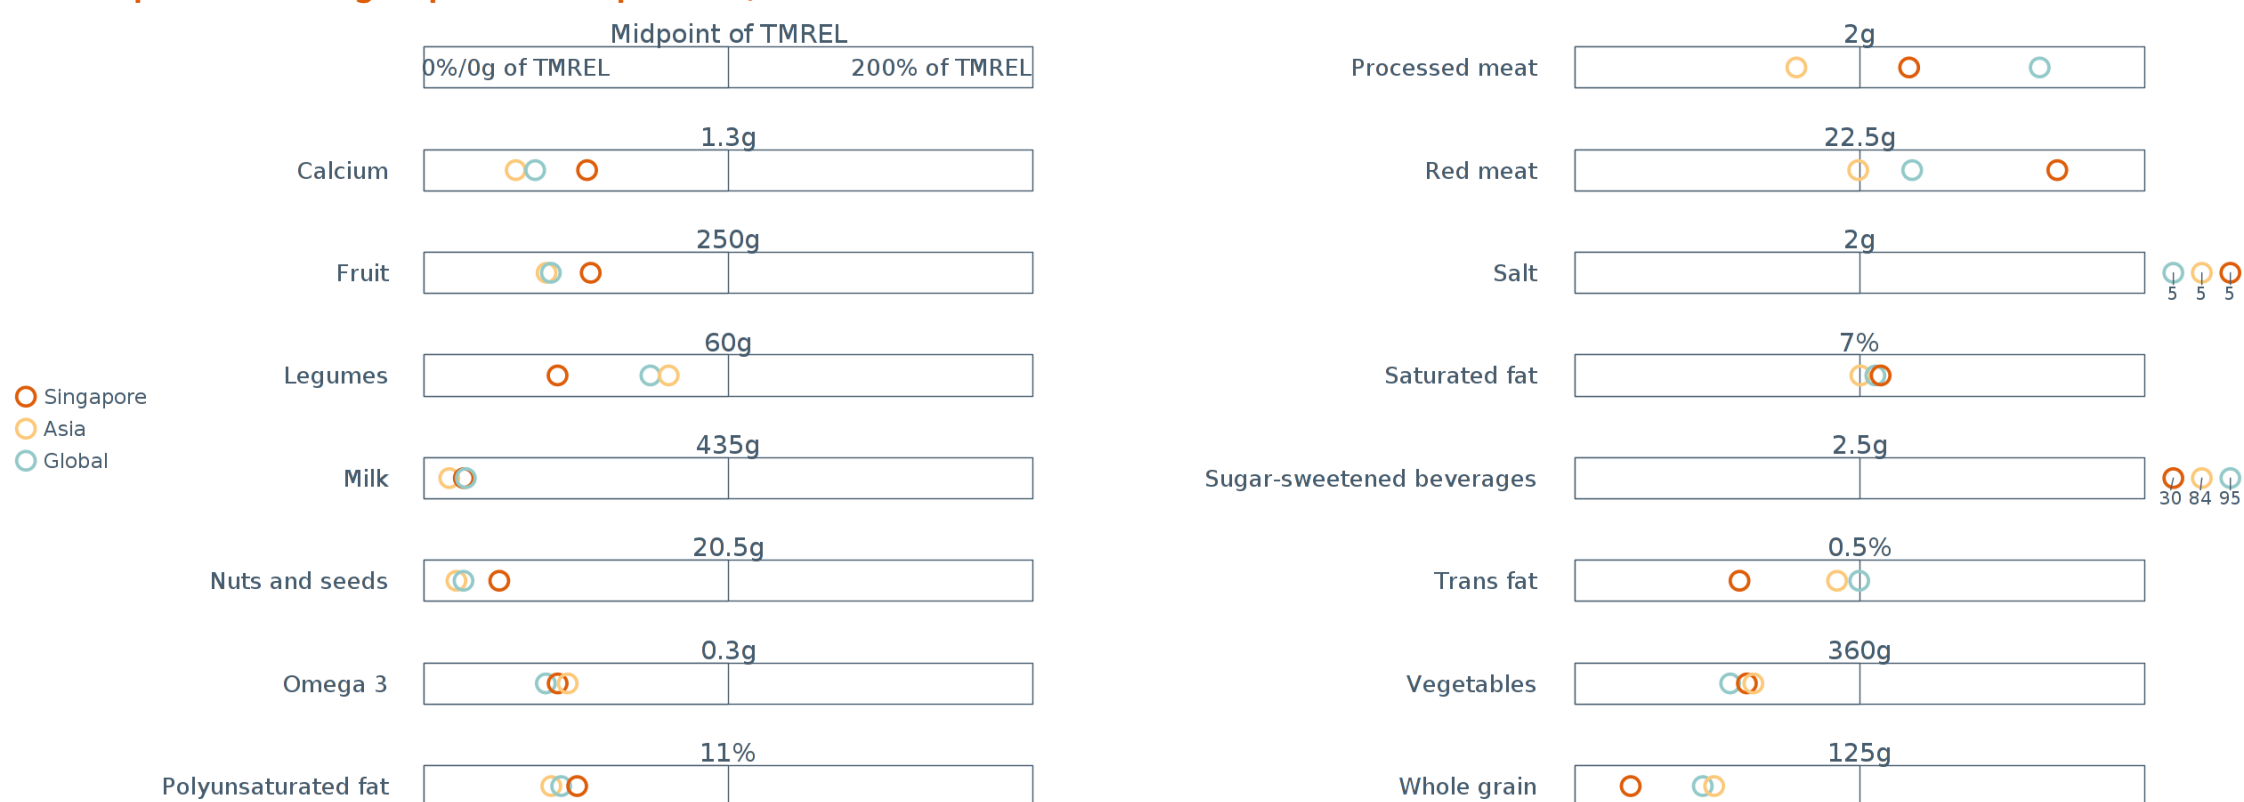 Midpoint of TMREL
0%/0g of TMREL 200% of TMREL
1.3g
Calcium
250g
Fruit
60g
Legumes
435g
Milk
20.5g
Nuts and seeds
0.3g
Omega 3
11%
Polyunsaturated fat
Singapore
Asia
Global
2g
Processed meat
22.5g
Red meat
2g
Salt
5 5 5
7%
Saturated fat
2.5g
Sugar-sweetened beverages
30 84 95
0.5%
Trans fat
360g
Vegetables
125g
Whole grain